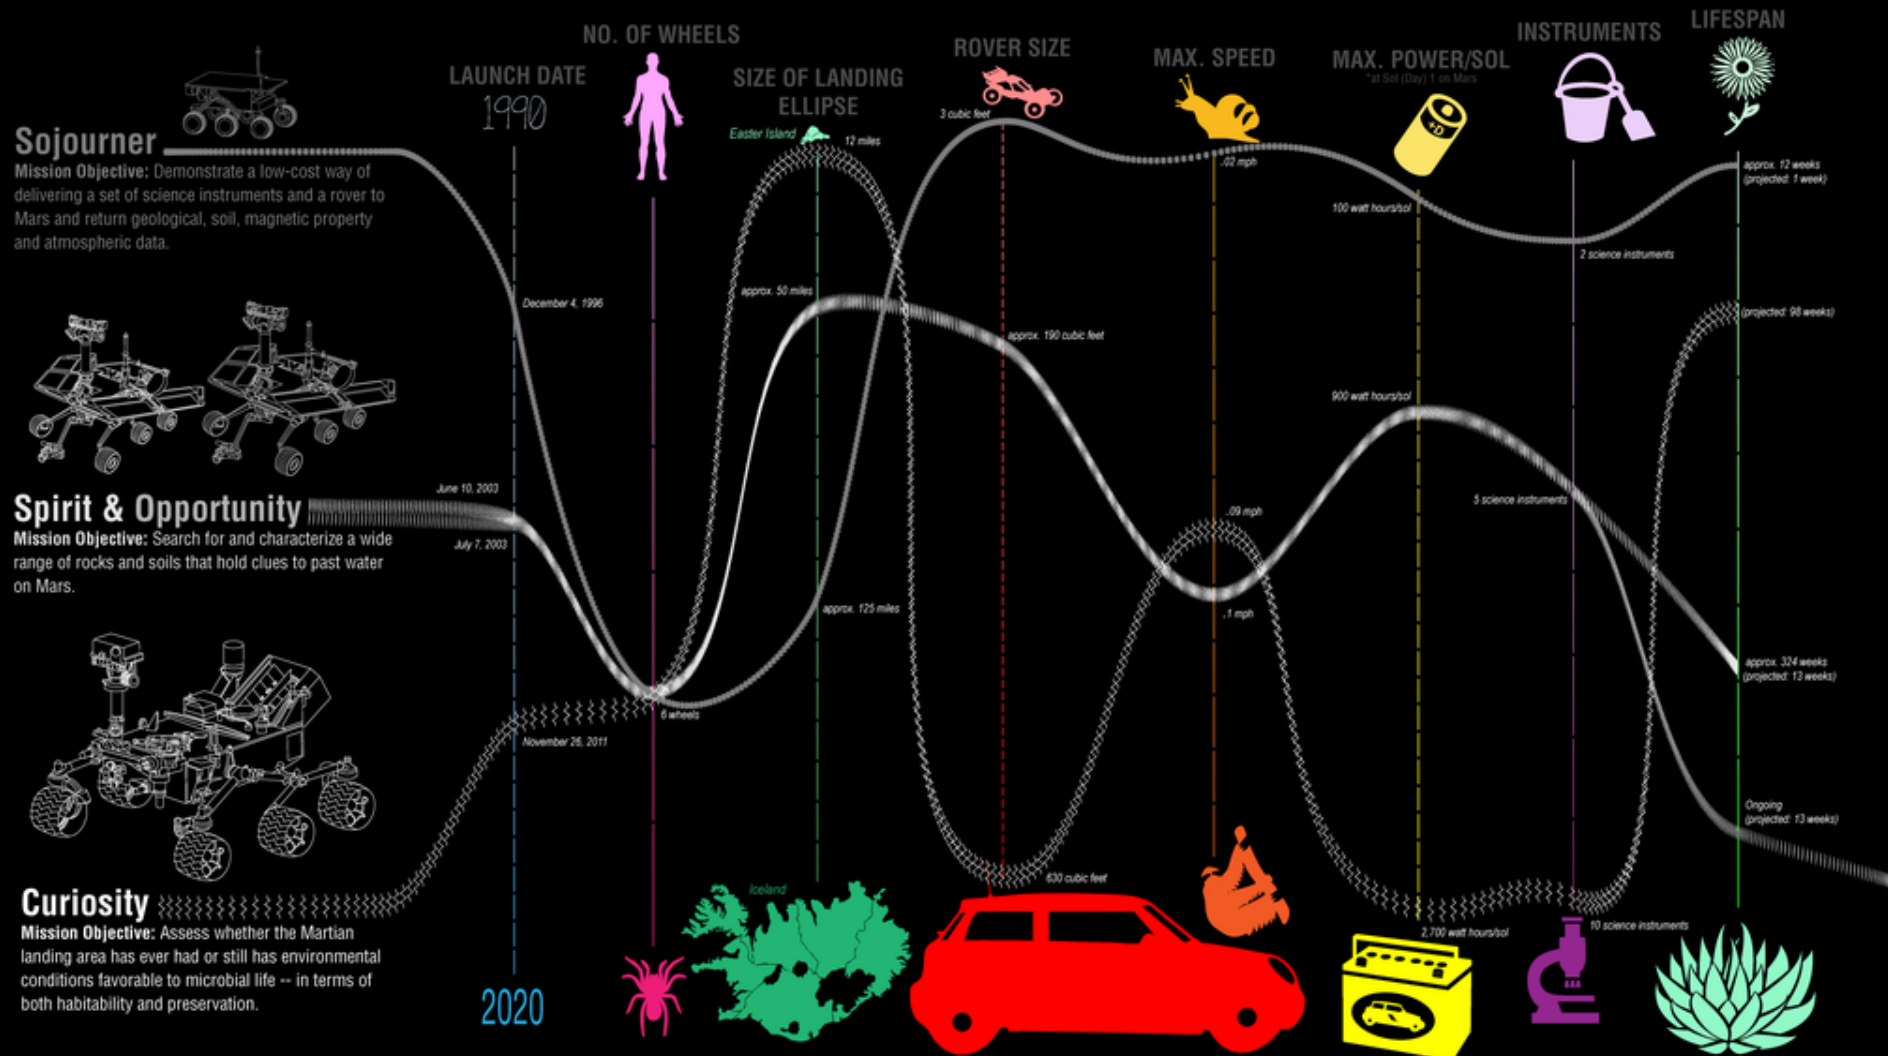 NO. OF WHEELS
INSTRUMENTS
LIFESPAN
LAUNCH DATE
1990
SIZE OF LANDING
ELLIPSE
ROVER SIZE
MAX. SPEED
MAX. POWER/SOL
*at Sol (Day) 1 on Mars
+D
Sojourner
Mission Objective: Demonstrate a low-cost way of
delivering a set of science instruments and a rover to
Mars and return geological, soil, magnetic property
and atmospheric data.
Easter Island
12 miles
3 cubic feet
.02 mph
100 watt hours/sol
2 science instruments
approx. 12 weeks
(projected: 1 week)
December 4, 1996
approx. 50 miles
approx. 190 cubic feet
900 watt hours/sol
(projected: 98 weeks)
Spirit & Opportunity
Mission Objective: Search for and characterize a wide
range of rocks and soils that hold clues to past water
on Mars.
June 10, 2003
July 7, 2003
approx. 125 miles
.09 mph
.1 mph
5 science instruments
approx. 324 weeks
(projected: 13 weeks)
6 wheels
November 26, 2011
Ongoing
(projected: 13 weeks)
Curiosity
Mission Objective: Assess whether the Martian
landing area has ever had or still has environmental
conditions favorable to microbial life -- in terms of
both habitability and preservation.
Iceland
630 cubic feet
2,700 watt hours/sol
10 science instruments
2020